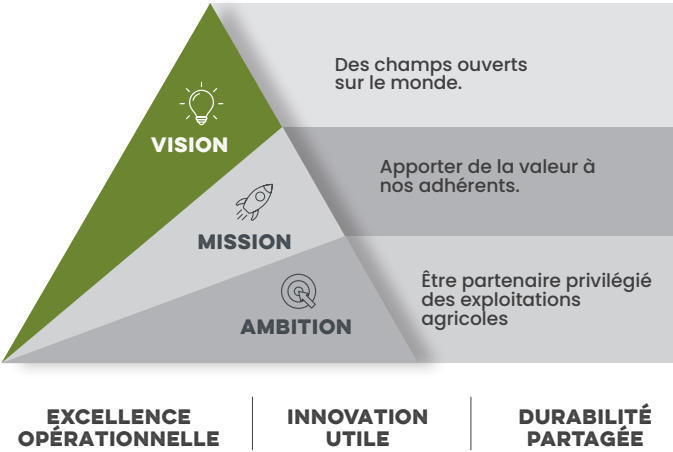 VISION
Des champs ouverts
sur le monde.
MISSION
Apporter de la valeur à
nos adhérents.
AMBITION
Être partenaire privilégié
des exploitations
agricoles
EXCELLENCE
OPÉRATIONNELLE
INNOVATION
UTILE
DURABILITÉ
PARTAGÉE